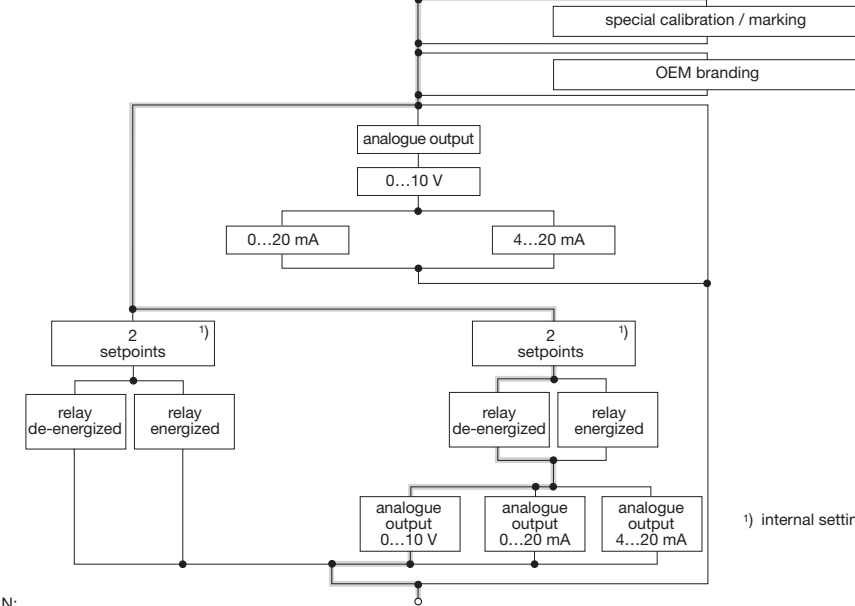 special calibration / marking
OEM branding
analogue output
0...10 V
0...20 mA
4...20 mA
2 ¹)
setpoints
2 ¹)
setpoints
relay
de-energized
relay
energized
relay
de-energized
relay
energized
analogue
output
0...10 V
analogue
output
0...20 mA
analogue
output
4...20 mA
¹) internal settin
N: